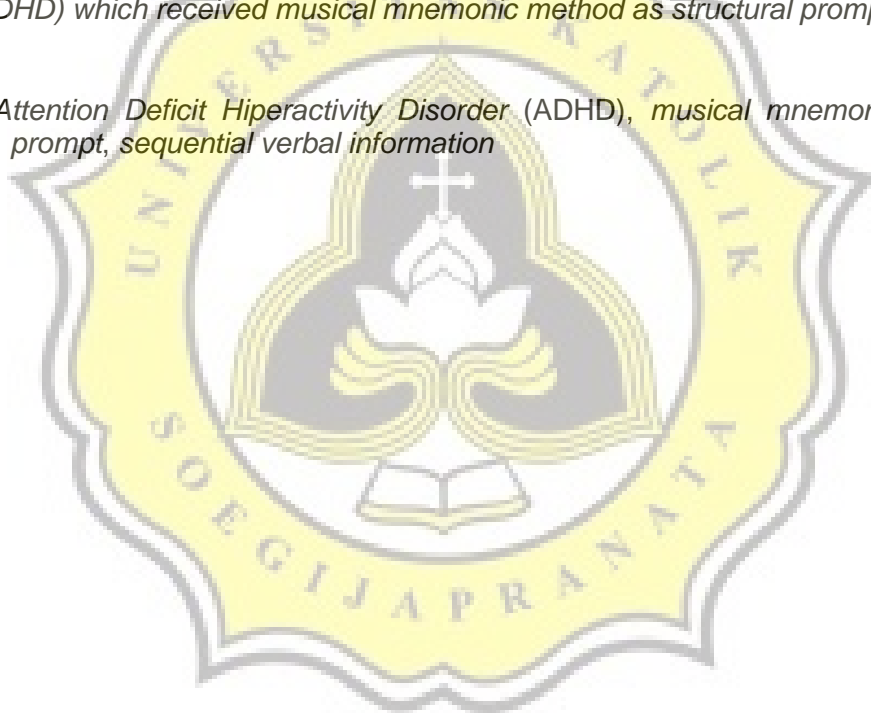 DHD) which received musical mnemonic method as structural promp
Attention Deficit Hiperactivity Disorder (ADHD), musical mnemon
prompt, sequential verbal information
UNIVERSITAS KATOLIK
SOEGIJAPRANATA